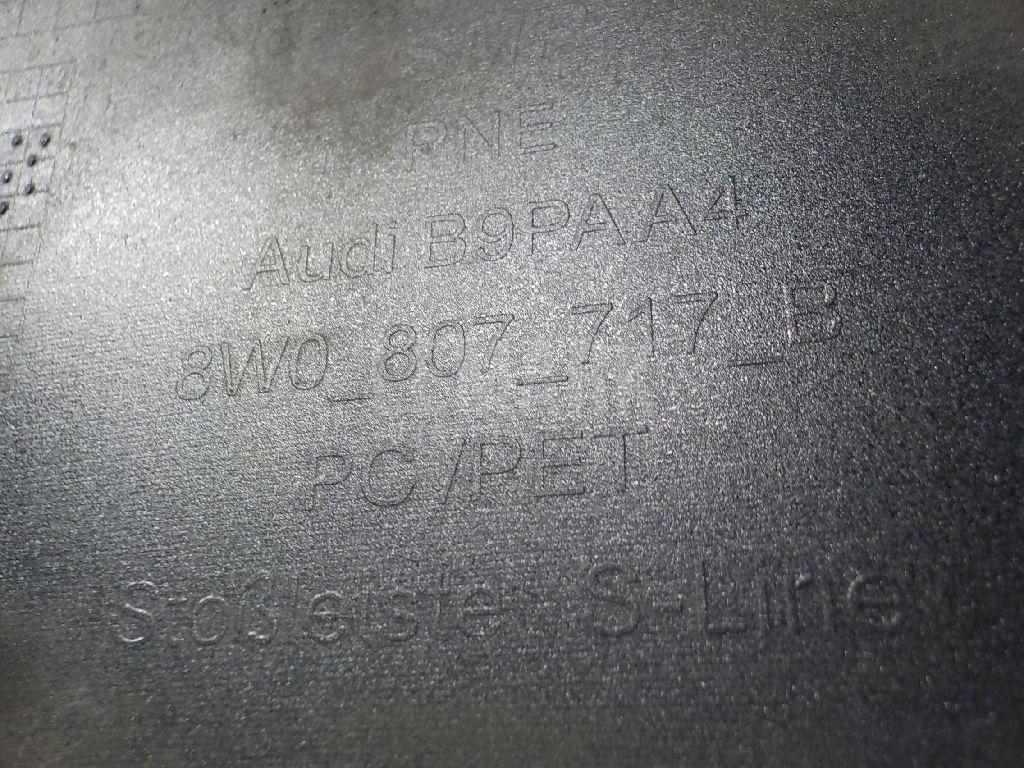 PNE
Audi B9PA A4
8W0_807_717_B
PC/PET
Stoßleiste S-Line